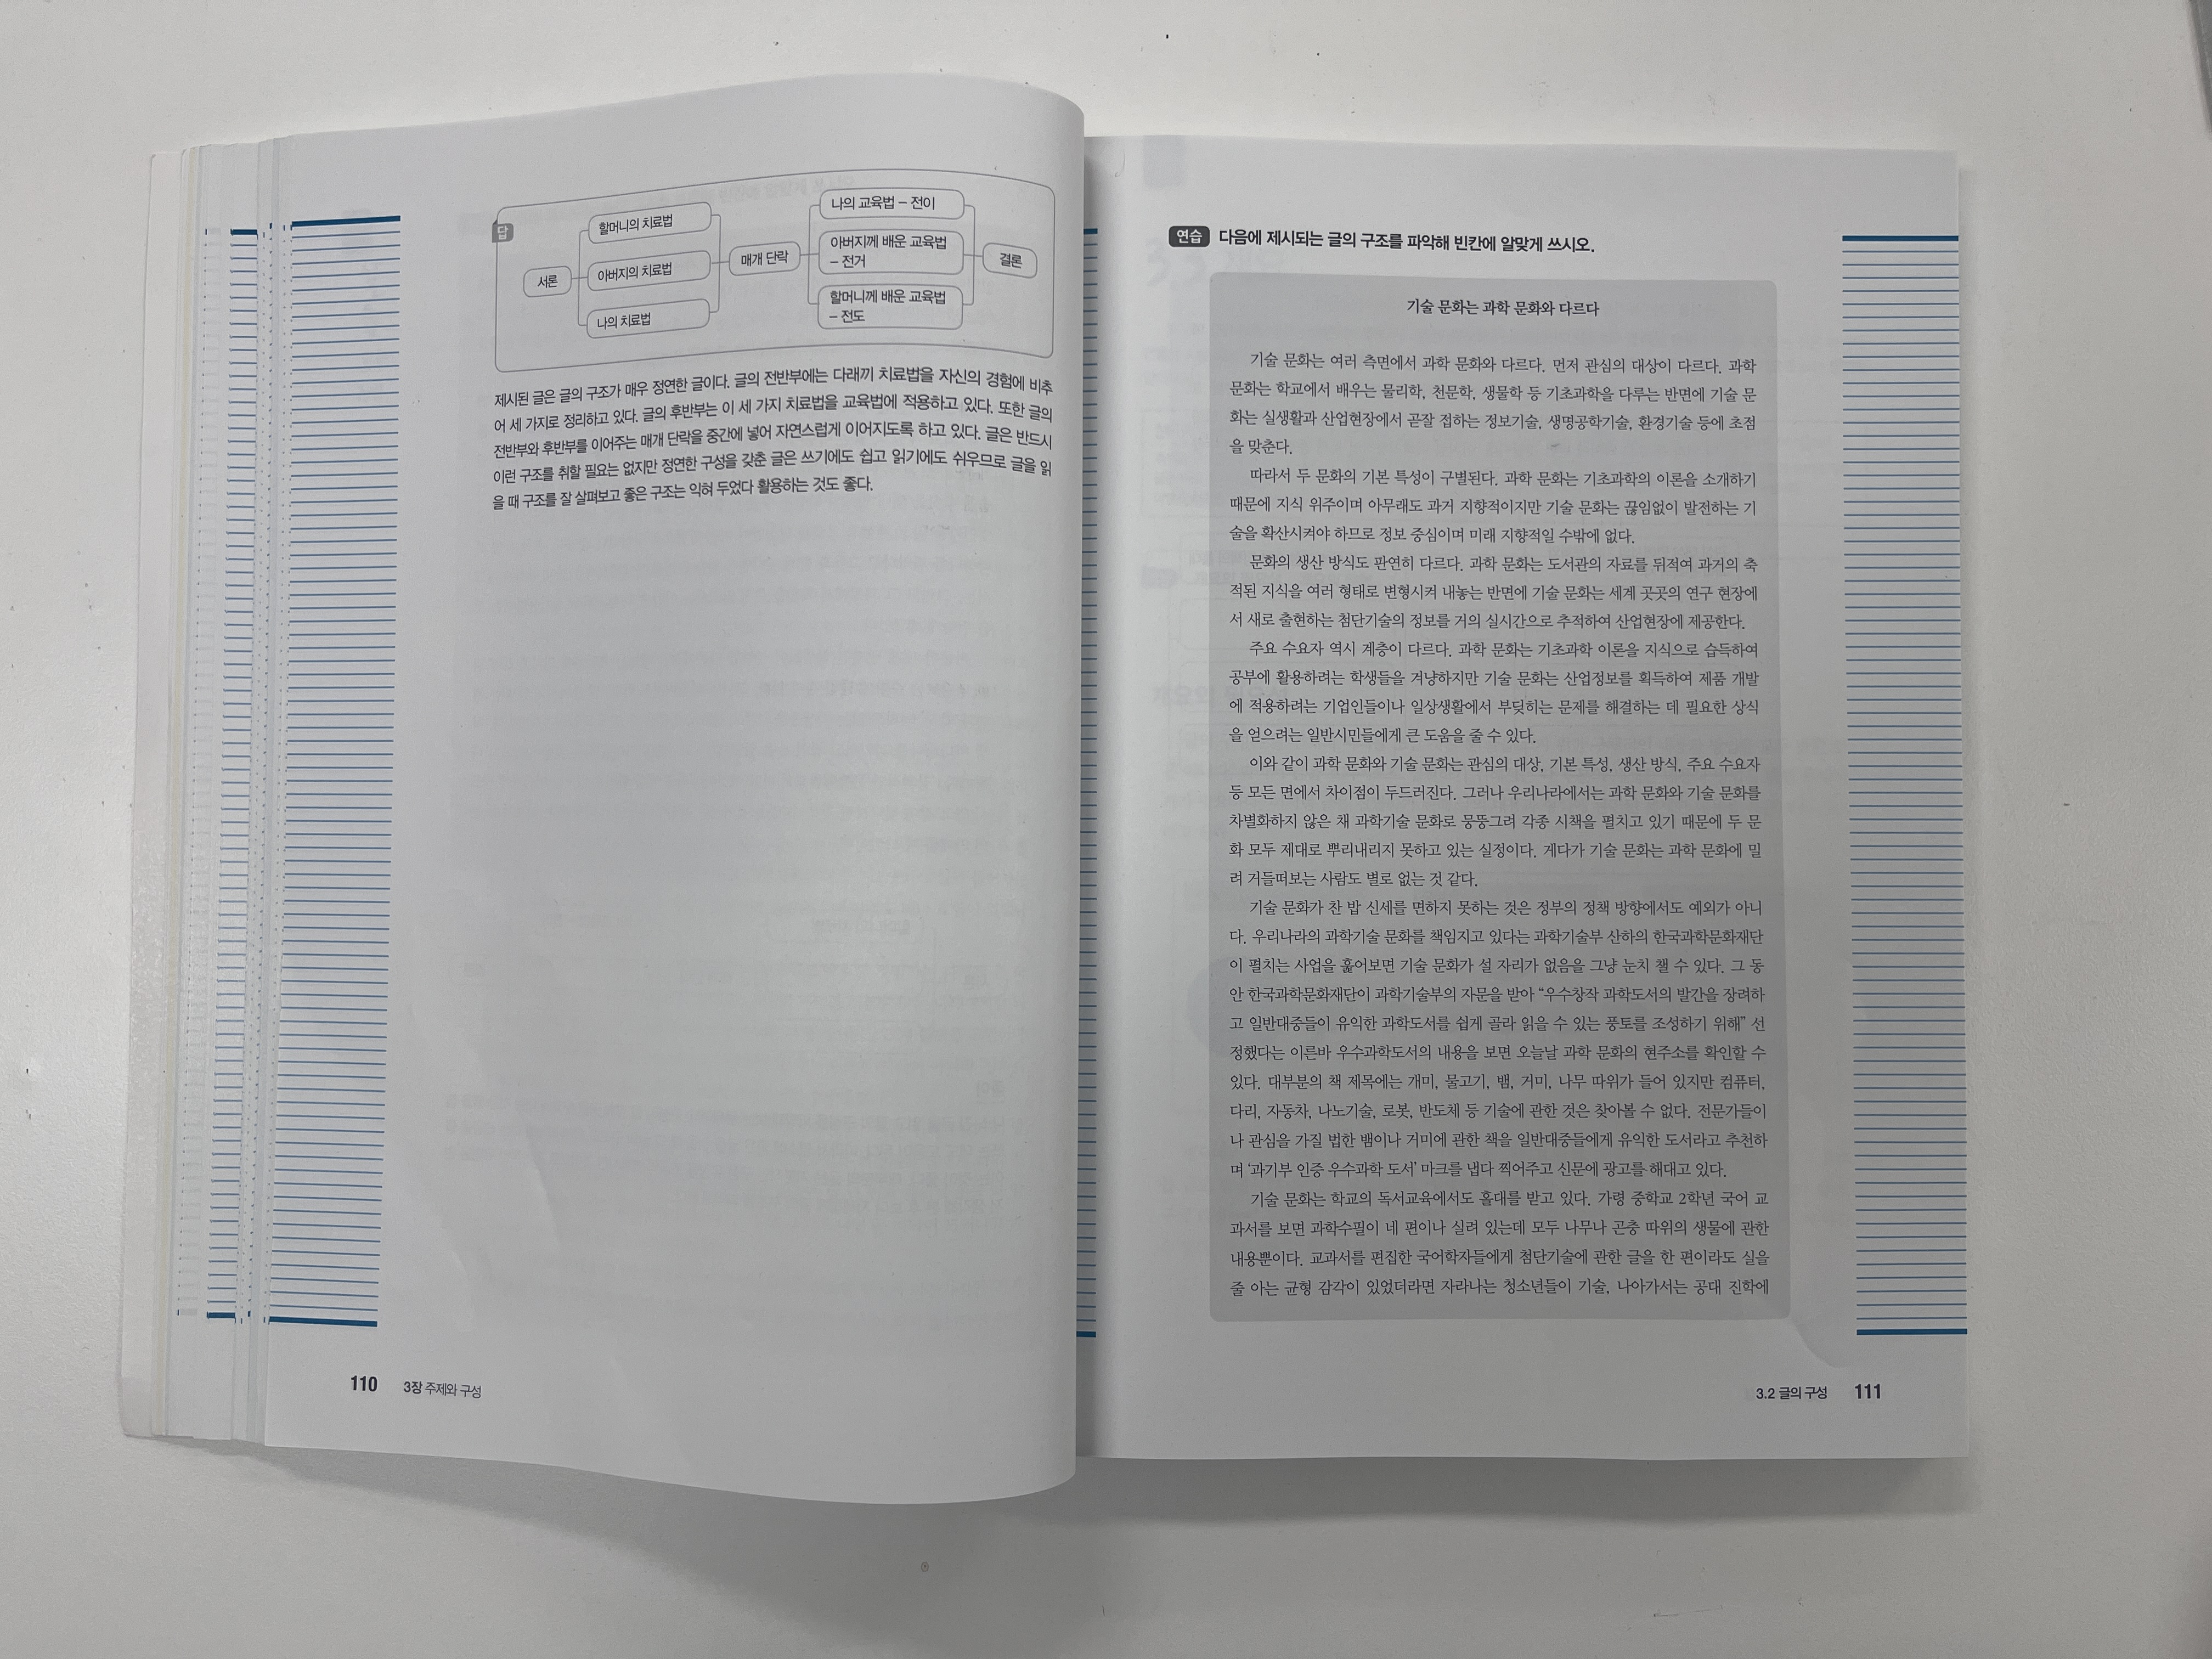 답
서론
할머니의 치료법
아버지의 치료법
나의 치료법
매개 단락
나의 교육법 – 전이
아버지께 배운 교육법
– 전거
할머니께 배운 교육법
– 전도
결론
제시된 글은 글의 구조가 매우 정연한 글이다. 글의 전반부에는 다래끼 치료법을 자신의 경험에 비추
어 세 가지로 정리하고 있다. 글의 후반부는 이 세 가지 치료법을 교육법에 적용하고 있다. 또한 글의
전반부와 후반부를 이어주는 매개 단락을 중간에 넣어 자연스럽게 이어지도록 하고 있다. 글은 반드시
이런 구조를 취할 필요는 없지만 정연한 구성을 갖춘 글은 쓰기에도 쉽고 읽기에도 쉬우므로 글을 읽
을 때 구조를 잘 살펴보고 좋은 구조는 익혀 두었다 활용하는 것도 좋다.
110 3장 주제와 구성
연습 다음에 제시되는 글의 구조를 파악해 빈칸에 알맞게 쓰시오.
기술 문화는 과학 문화와 다르다
기술 문화는 여러 측면에서 과학 문화와 다르다. 먼저 관심의 대상이 다르다. 과학
문화는 학교에서 배우는 물리학, 천문학, 생물학 등 기초과학을 다루는 반면에 기술 문
화는 실생활과 산업현장에서 곧잘 접하는 정보기술, 생명공학기술, 환경기술 등에 초점
을 맞춘다.
따라서 두 문화의 기본 특성이 구별된다. 과학 문화는 기초과학의 이론을 소개하기
때문에 지식 위주이며 아무래도 과거 지향적이지만 기술 문화는 끊임없이 발전하는 기
술을 확산시켜야 하므로 정보 중심이며 미래 지향적일 수밖에 없다.
문화의 생산 방식도 판연히 다르다. 과학 문화는 도서관의 자료를 뒤적여 과거의 축
적된 지식을 여러 형태로 변형시켜 내놓는 반면에 기술 문화는 세계 곳곳의 연구 현장에
서 새로 출현하는 첨단기술의 정보를 거의 실시간으로 추적하여 산업현장에 제공한다.
주요 수요자 역시 계층이 다르다. 과학 문화는 기초과학 이론을 지식으로 습득하여
공부에 활용하려는 학생들을 겨냥하지만 기술 문화는 산업정보를 획득하여 제품 개발
에 적용하려는 기업인들이나 일상생활에서 부딪히는 문제를 해결하는 데 필요한 상식
을 얻으려는 일반시민들에게 큰 도움을 줄 수 있다.
이와 같이 과학 문화와 기술 문화는 관심의 대상, 기본 특성, 생산 방식, 주요 수요자
등 모든 면에서 차이점이 두드러진다. 그러나 우리나라에서는 과학 문화와 기술 문화를
차별화하지 않은 채 과학기술 문화로 뭉뚱그려 각종 시책을 펼치고 있기 때문에 두 문
화 모두 제대로 뿌리내리지 못하고 있는 실정이다. 게다가 기술 문화는 과학 문화에 밀
려 거들떠보는 사람도 별로 없는 것 같다.
기술 문화가 찬 밥 신세를 면하지 못하는 것은 정부의 정책 방향에서도 예외가 아니
다. 우리나라의 과학기술 문화를 책임지고 있다는 과학기술부 산하의 한국과학문화재단
이 펼치는 사업을 훑어보면 기술 문화가 설 자리가 없음을 그냥 눈치 챌 수 있다. 그 동
안 한국과학문화재단이 과학기술부의 자문을 받아 “우수창작 과학도서의 발간을 장려하
고 일반대중들이 유익한 과학도서를 쉽게 골라 읽을 수 있는 풍토를 조성하기 위해” 선
정했다는 이른바 우수과학도서의 내용을 보면 오늘날 과학 문화의 현주소를 확인할 수
있다. 대부분의 책 제목에는 개미, 물고기, 뱀, 거미, 나무 따위가 들어 있지만 컴퓨터,
다리, 자동차, 나노기술, 로봇, 반도체 등 기술에 관한 것은 찾아볼 수 없다. 전문가들이
나 관심을 가질 법한 뱀이나 거미에 관한 책을 일반대중들에게 유익한 도서라고 추천하
며 ‘과기부 인증 우수과학 도서’ 마크를 냅다 찍어주고 신문에 광고를 해대고 있다.
기술 문화는 학교의 독서교육에서도 홀대를 받고 있다. 가령 중학교 2학년 국어 교
과서를 보면 과학수필이 네 편이나 실려 있는데 모두 나무나 곤충 따위의 생물에 관한
내용뿐이다. 교과서를 편집한 국어학자들에게 첨단기술에 관한 글을 한 편이라도 실을
줄 아는 균형 감각이 있었더라면 자라나는 청소년들이 기술, 나아가서는 공대 진학에
3.2 글의 구성 111